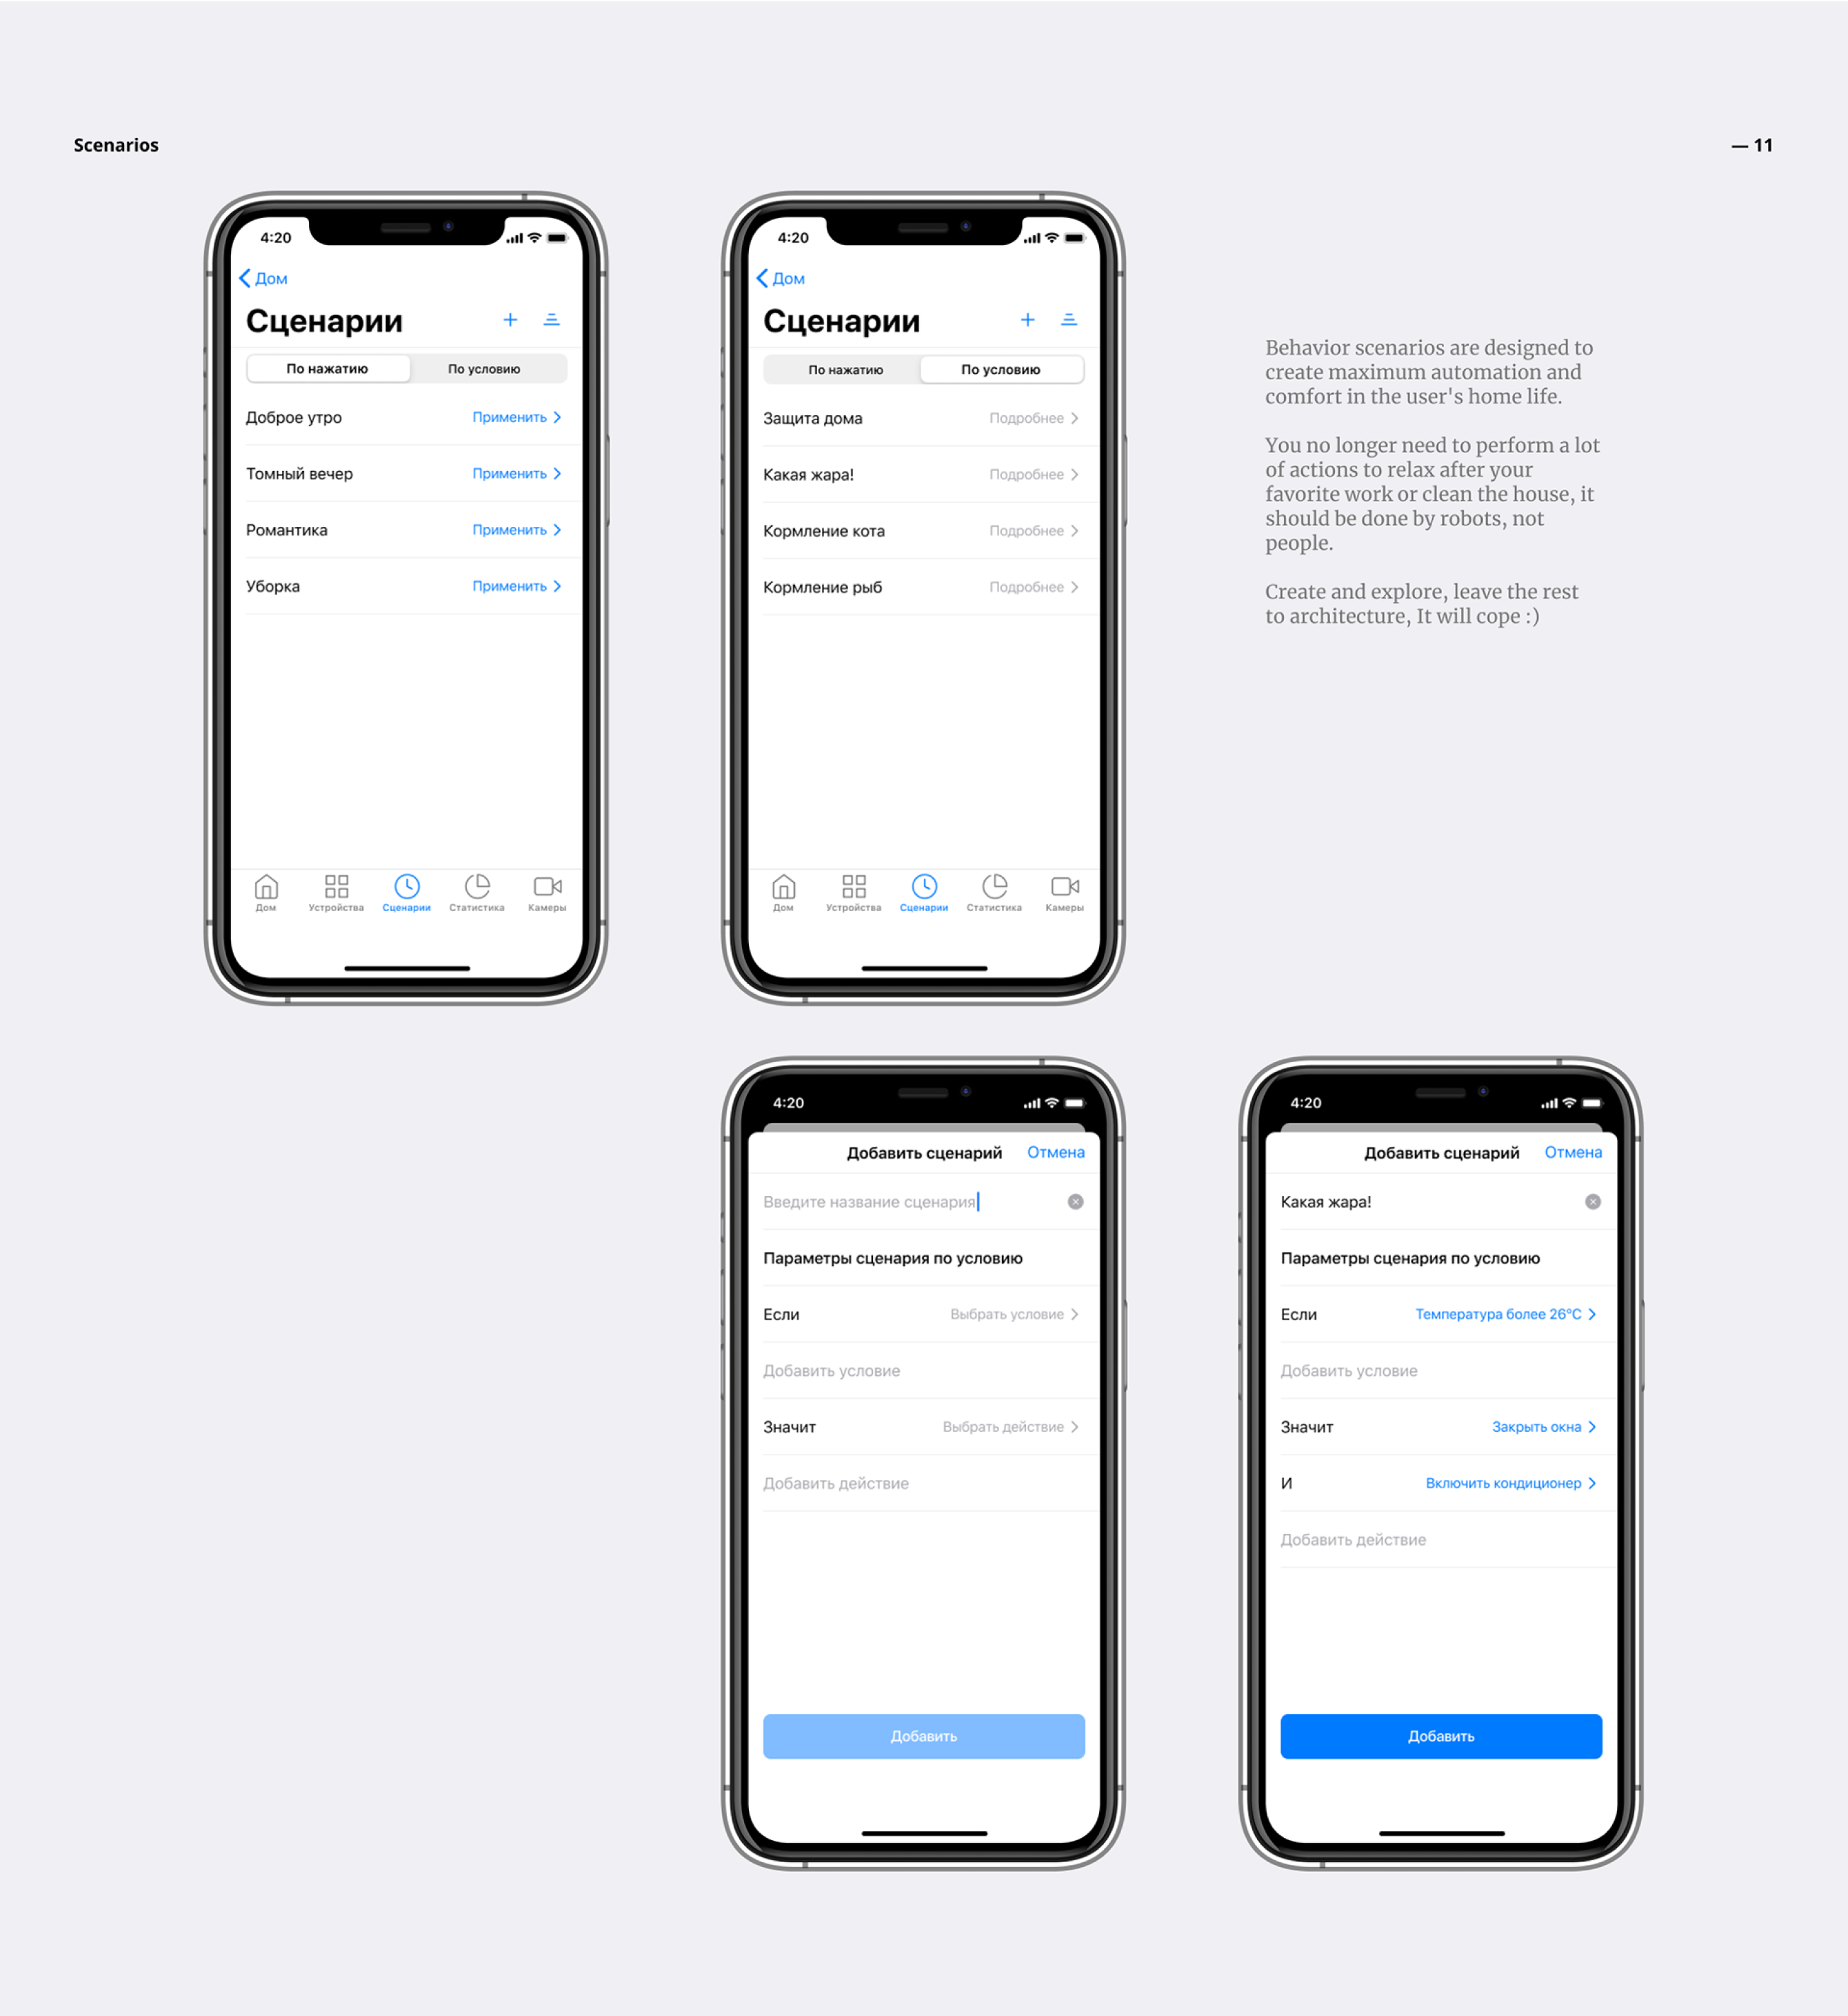 Scenarios
— 11
4:20
Дом
Сценарии
По нажатию По условию
Доброе утро Применить
Томный вечер Применить
Романтика Применить
Уборка Применить
Дом Устройства Сценарии Статистика Камеры
4:20
Дом
Сценарии
По нажатию По условию
Защита дома Подробнее
Какая жара! Подробнее
Кормление кота Подробнее
Кормление рыб Подробнее
Дом Устройства Сценарии Статистика Камеры
Behavior scenarios are designed to
create maximum automation and
comfort in the user's home life.
You no longer need to perform a lot
of actions to relax after your
favorite work or clean the house, it
should be done by robots, not
people.
Create and explore, leave the rest
to architecture, It will cope :)
4:20
Добавить сценарий Отмена
Введите название сценария
Параметры сценария по условию
Если Выбрать условие
Добавить условие
Значит Выбрать действие
Добавить действие
Добавить
4:20
Добавить сценарий Отмена
Какая жара!
Параметры сценария по условию
Если Температура более 26°C
Добавить условие
Значит Закрыть окна
И Включить кондиционер
Добавить действие
Добавить